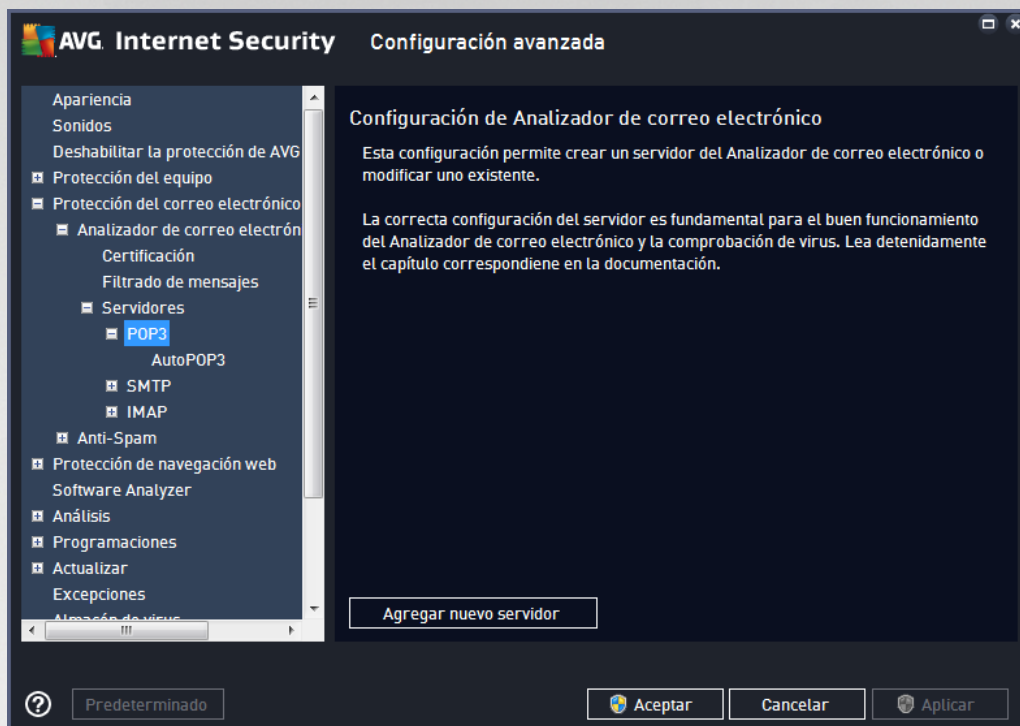 AVG. Internet Security
Configuración avanzada
Apariencia
Sonidos
Deshabilitar la protección de AVG
Protección del equipo
Protección del correo electrónico
Analizador de correo electrón
Certificación
Filtrado de mensajes
Servidores
POP3
AutoPOP3
SMTP
IMAP
Anti-Spam
Protección de navegación web
Software Analyzer
Análisis
Programaciones
Actualizar
Excepciones
Almacén de virus
Configuración de Analizador de correo electrónico
Esta configuración permite crear un servidor del Analizador de correo electrónico o
modificar uno existente.
La correcta configuración del servidor es fundamental para el buen funcionamiento
del Analizador de correo electrónico y la comprobación de virus. Lea detenidamente
el capítulo correspondiene en la documentación.
Agregar nuevo servidor
Predeterminado
Aceptar
Cancelar
Aplicar